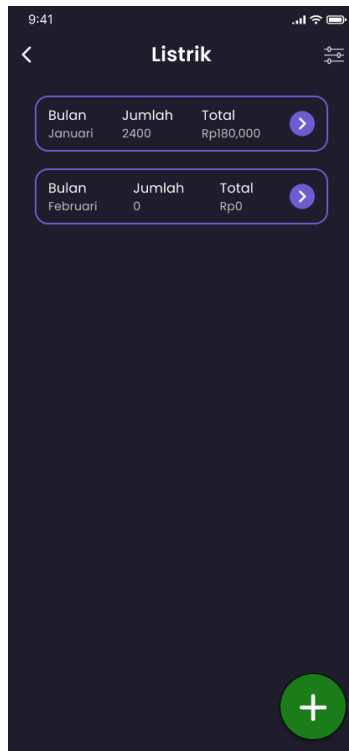 9:41
Listrik
Bulan Jumlah Total
Januari 2400 Rp180,000
Bulan Jumlah Total
Februari 0 Rp0